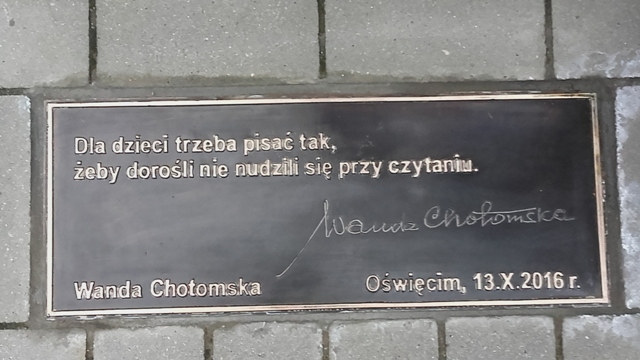 Dla dzieci trzeba pisać tak,
żeby dorośli nie nudzili się przy czytaniu.
Wanda Chotomska
Wanda Chotomska
Oświęcim, 13.X.2016 r.